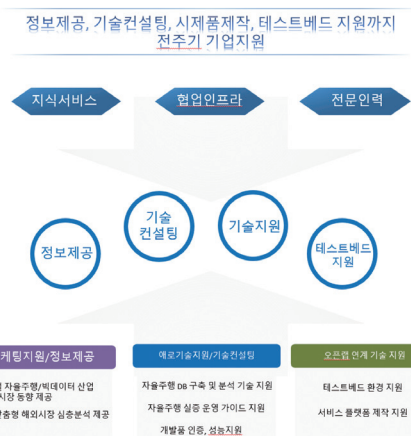 정보제공, 기술컨설팅, 시제품제작, 테스트베드 지원까지
전주기 기업지원
지식서비스
협업인프라
전문인력
정보제공
기술
컨설팅
기술지원
테스트베드
지원
케팅지원/정보제공
자율주행/빅데이터 산업
시장 동향 제공
출형 해외시장 심층분석 제공
애로기술지원/기술컨설팅
자율주행 DB 구축 및 분석 기술 지원
자율주행 실증 운영 가이드 지원
개발품 인증, 성능지원
오픈랩 연계 기술 지원
테스트베드 환경 지원
서비스 플랫폼 제작 지원